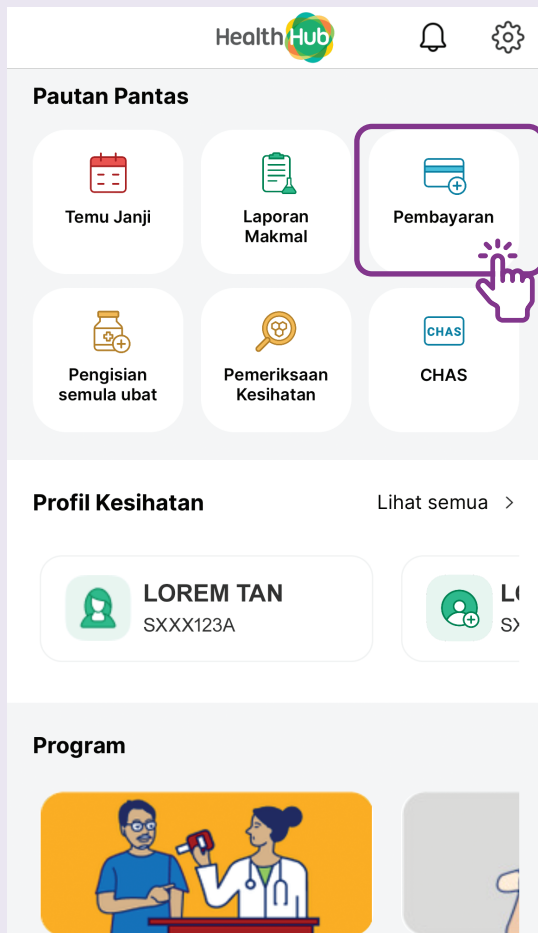 HealthHub
Pautan Pantas
Temu Janji
Laporan
Makmal
Pembayaran
Pengisian
semula ubat
Pemeriksaan
Kesihatan
CHAS
CHAS
Profil Kesihatan
Lihat semua >
LOREM TAN
SXXX123A
Program